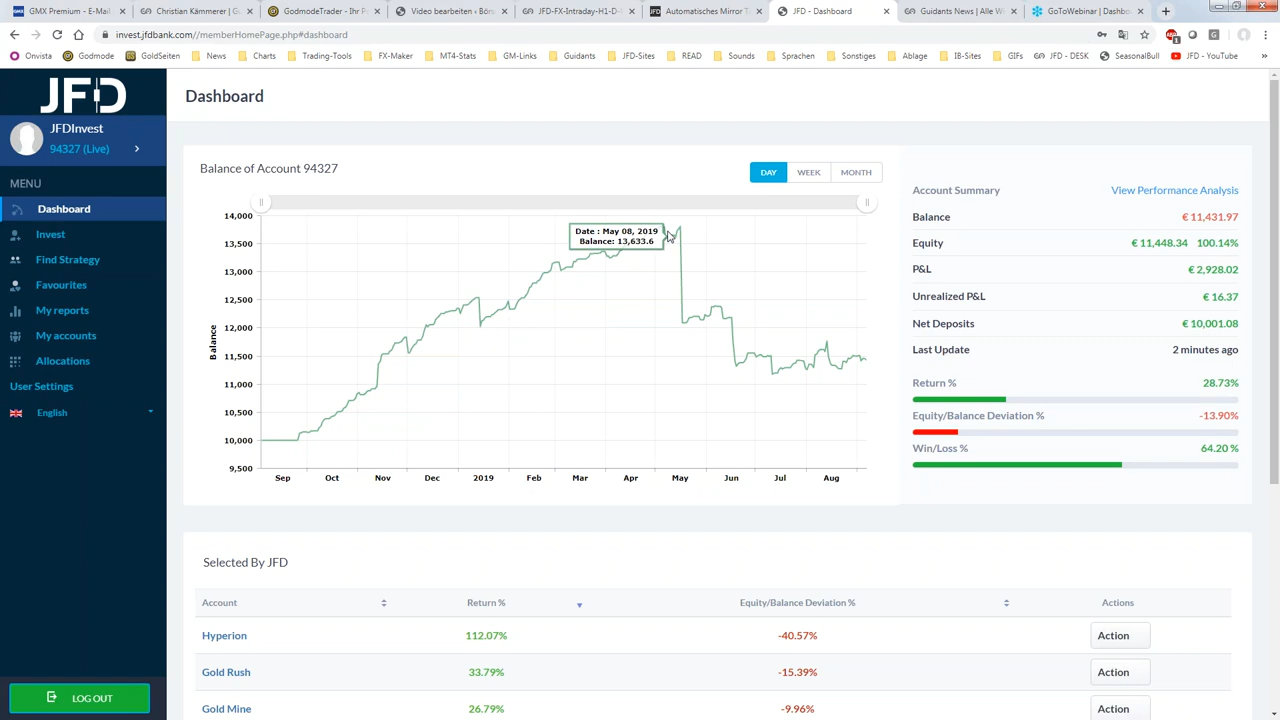 GMX Premium - E-Mail
Christian Kämmerer / G
GodmodeTrader - Ihr P
Video bearbeiten - Börs
JFD-FX-Intraday-H1-D-
Automatisches Mirror T
JFD - Dashboard
Guidants News | Alle W
GoToWebinar | Dashbo
invest.jfdbank.com/memberHomePage.php#dashboard
Onvista
Godmode
GoldSeiten
News
Charts
Trading-Tools
FX-Maker
MT4-Stats
GM-Links
Guidants
JFD-Sites
READ
Sounds
Sprachen
Sonstiges
Ablage
IB-Sites
GIFs
JFD - DESK
SeasonalBull
JFD - YouTube
JFD
JFDInvest
94327 (Live)
MENU
Dashboard
Invest
Find Strategy
Favourites
My reports
My accounts
Allocations
User Settings
English
LOG OUT
Dashboard
Balance of Account 94327
DAY
WEEK
MONTH
14,000
13,500
13,000
12,500
12,000
11,500
11,000
10,500
10,000
9,500
Balance
Date : May 08, 2019
Balance: 13,633.6
Sep
Oct
Nov
Dec
2019
Feb
Mar
Apr
May
Jun
Jul
Aug
Account Summary
View Performance Analysis
Balance
€ 11,431.97
Equity
€ 11,448.34 100.14%
P&L
€ 2,928.02
Unrealized P&L
€ 16.37
Net Deposits
€ 10,001.08
Last Update
2 minutes ago
Return %
28.73%
Equity/Balance Deviation %
-13.90%
Win/Loss %
64.20 %
Selected By JFD
Account
Return %
Equity/Balance Deviation %
Actions
Hyperion
112.07%
-40.57%
Action
Gold Rush
33.79%
-15.39%
Action
Gold Mine
26.79%
-9.96%
Action